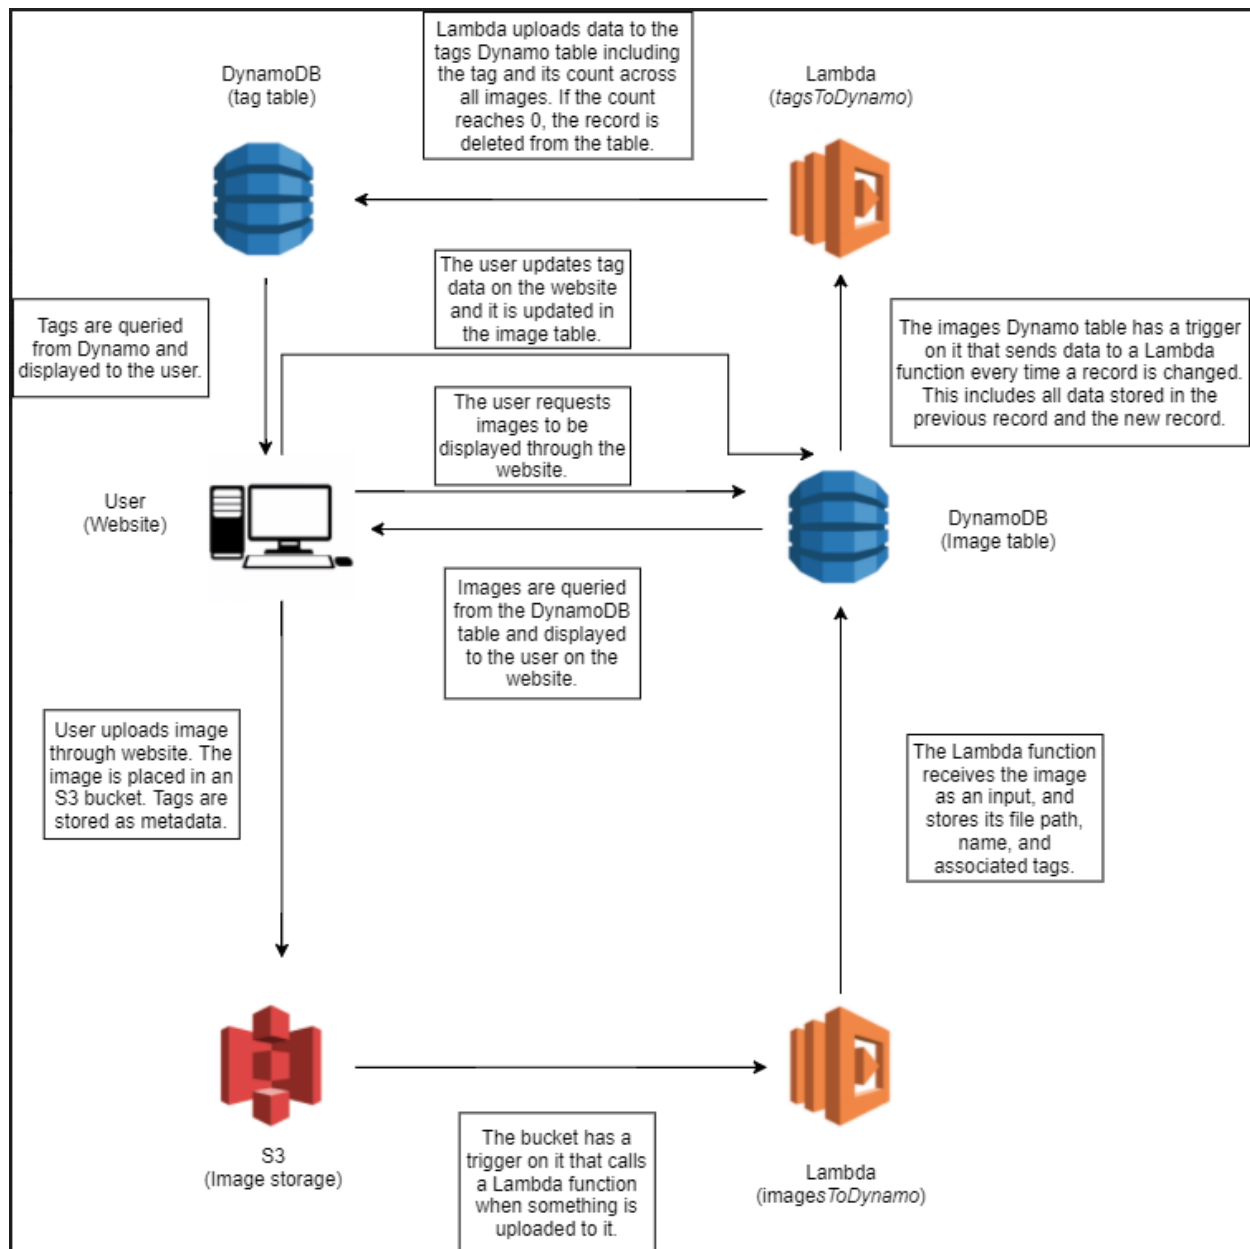 Lambda uploads data to the
tags Dynamo table including
the tag and its count across
all images. If the count
reaches 0, the record is
deleted from the table.
DynamoDB
(tag table)
Lambda
(tagsToDynamo)
The user updates tag
data on the website
and it is updated in
the image table.
Tags are queried
from Dynamo and
displayed to the user.
The images Dynamo table has a trigger
on it that sends data to a Lambda
function every time a record is changed.
This includes all data stored in the
previous record and the new record.
The user requests
images to be
displayed through the
website.
User
(Website)
DynamoDB
(Image table)
Images are queried
from the DynamoDB
table and displayed
to the user on the
website.
User uploads image
through website. The
image is placed in an
S3 bucket. Tags are
stored as metadata.
The Lambda function
receives the image
as an input, and
stores its file path,
name, and
associated tags.
S3
(Image storage)
The bucket has a
trigger on it that calls
a Lambda function
when something is
uploaded to it.
Lambda
(imagesToDynamo)